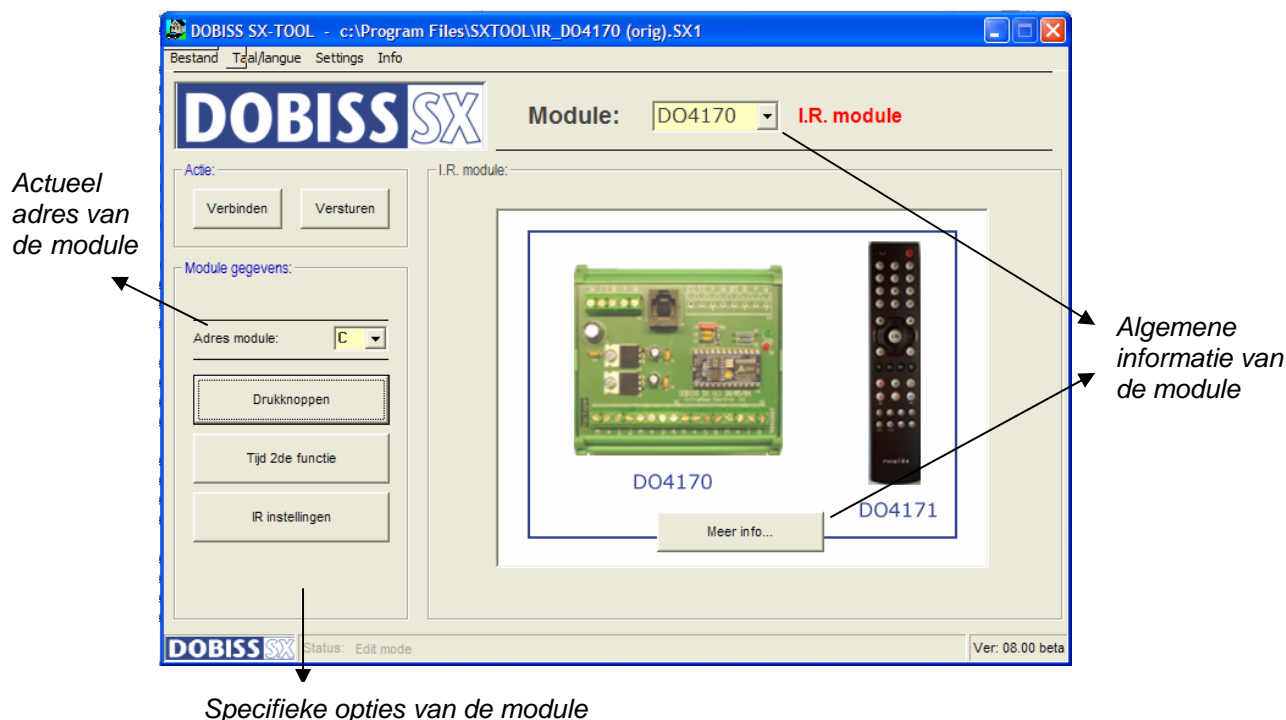 DOBISS SX-TOOL - c:\Program Files\SXTOOL\IR_DO4170 (orig).SX1
Bestand Taal/langue Settings Info
DOBISS SX
Module: DO4170 I.R. module
Actie:
Verbinden Versturen
Actueel
adres van
de module
Module gegevens:
Adres module: C
Drukknoppen
Tijd 2de functie
IR instellingen
I.R. module:
DO4170
DO4171
Meer info...
Algemene
informatie van
de module
DOBISS SX Status: Edit mode Ver: 08.00 beta
Specifieke opties van de module